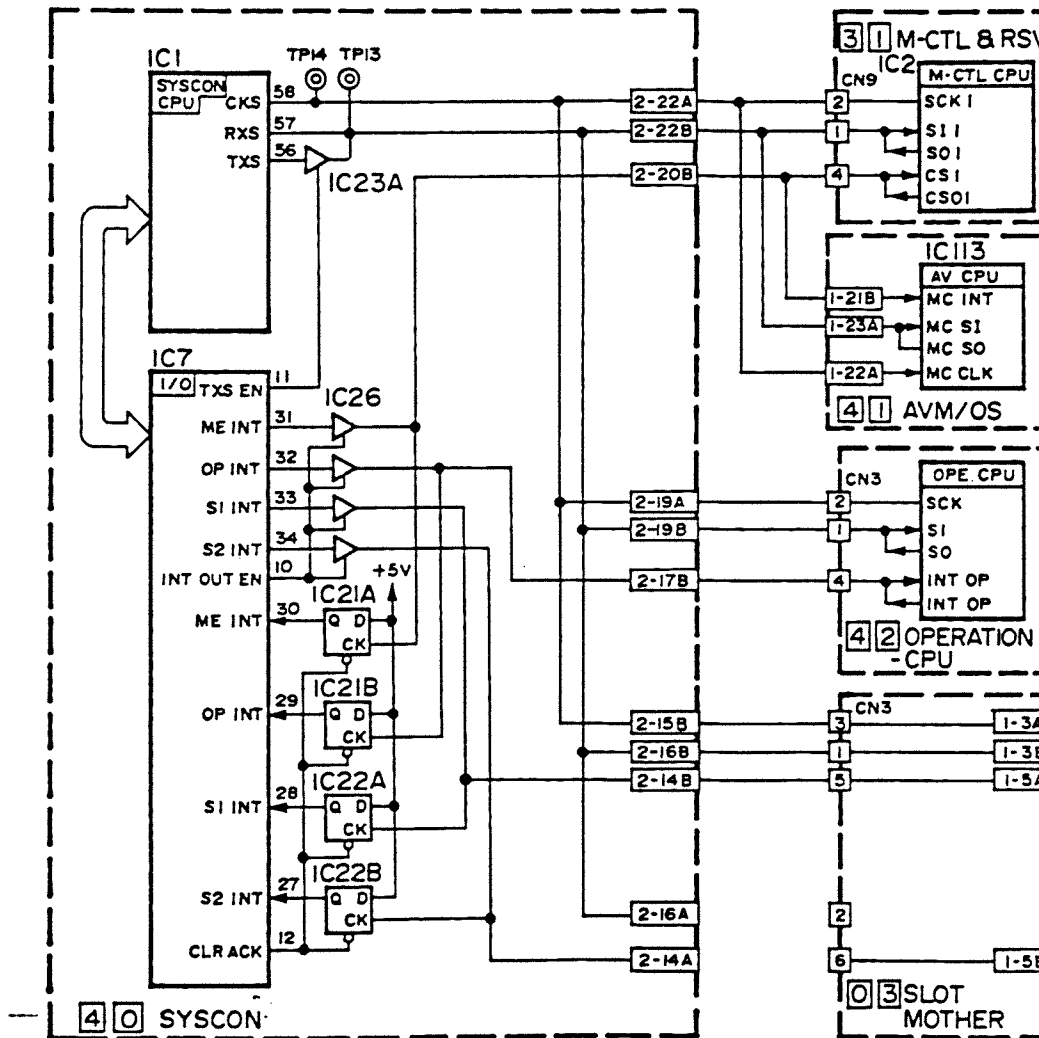 IC1
SYSCON
CPU
CKS 58
RXS 57
TXS 56
TP14 TP13
IC23A
IC7
I/O
TXS EN 11
ME INT 31
OP INT 32
S1 INT 33
S2 INT 34
INT OUT EN 10
ME INT 30
OP INT 29
S1 INT 28
S2 INT 27
CLR ACK 12
IC26
+5V
IC21A
Q D
CK
IC21B
Q D
CK
IC22A
Q D
CK
IC22B
Q D
CK
4 0 SYSCON
2-22A
2-22B
2-20B
2-19A
2-19B
2-17B
2-15B
2-16B
2-14B
2-16A
2-14A
3 1 M-CTL & RSV
IC2
CN9
M-CTL CPU
2 SCK1
1 SI1
SO1
4 CS1
CSO1
IC113
AV CPU
1-21B MC INT
1-23A MC SI
MC SO
1-22A MC CLK
4 1 AVM/OS
CN3
OPE. CPU
2 SCK
1 SI
SO
4 INT OP
INT OP
4 2 OPERATION
-CPU
CN3
3 1-3A
1 1-3B
5 1-5A
2
6 1-5B
0 3 SLOT
MOTHER